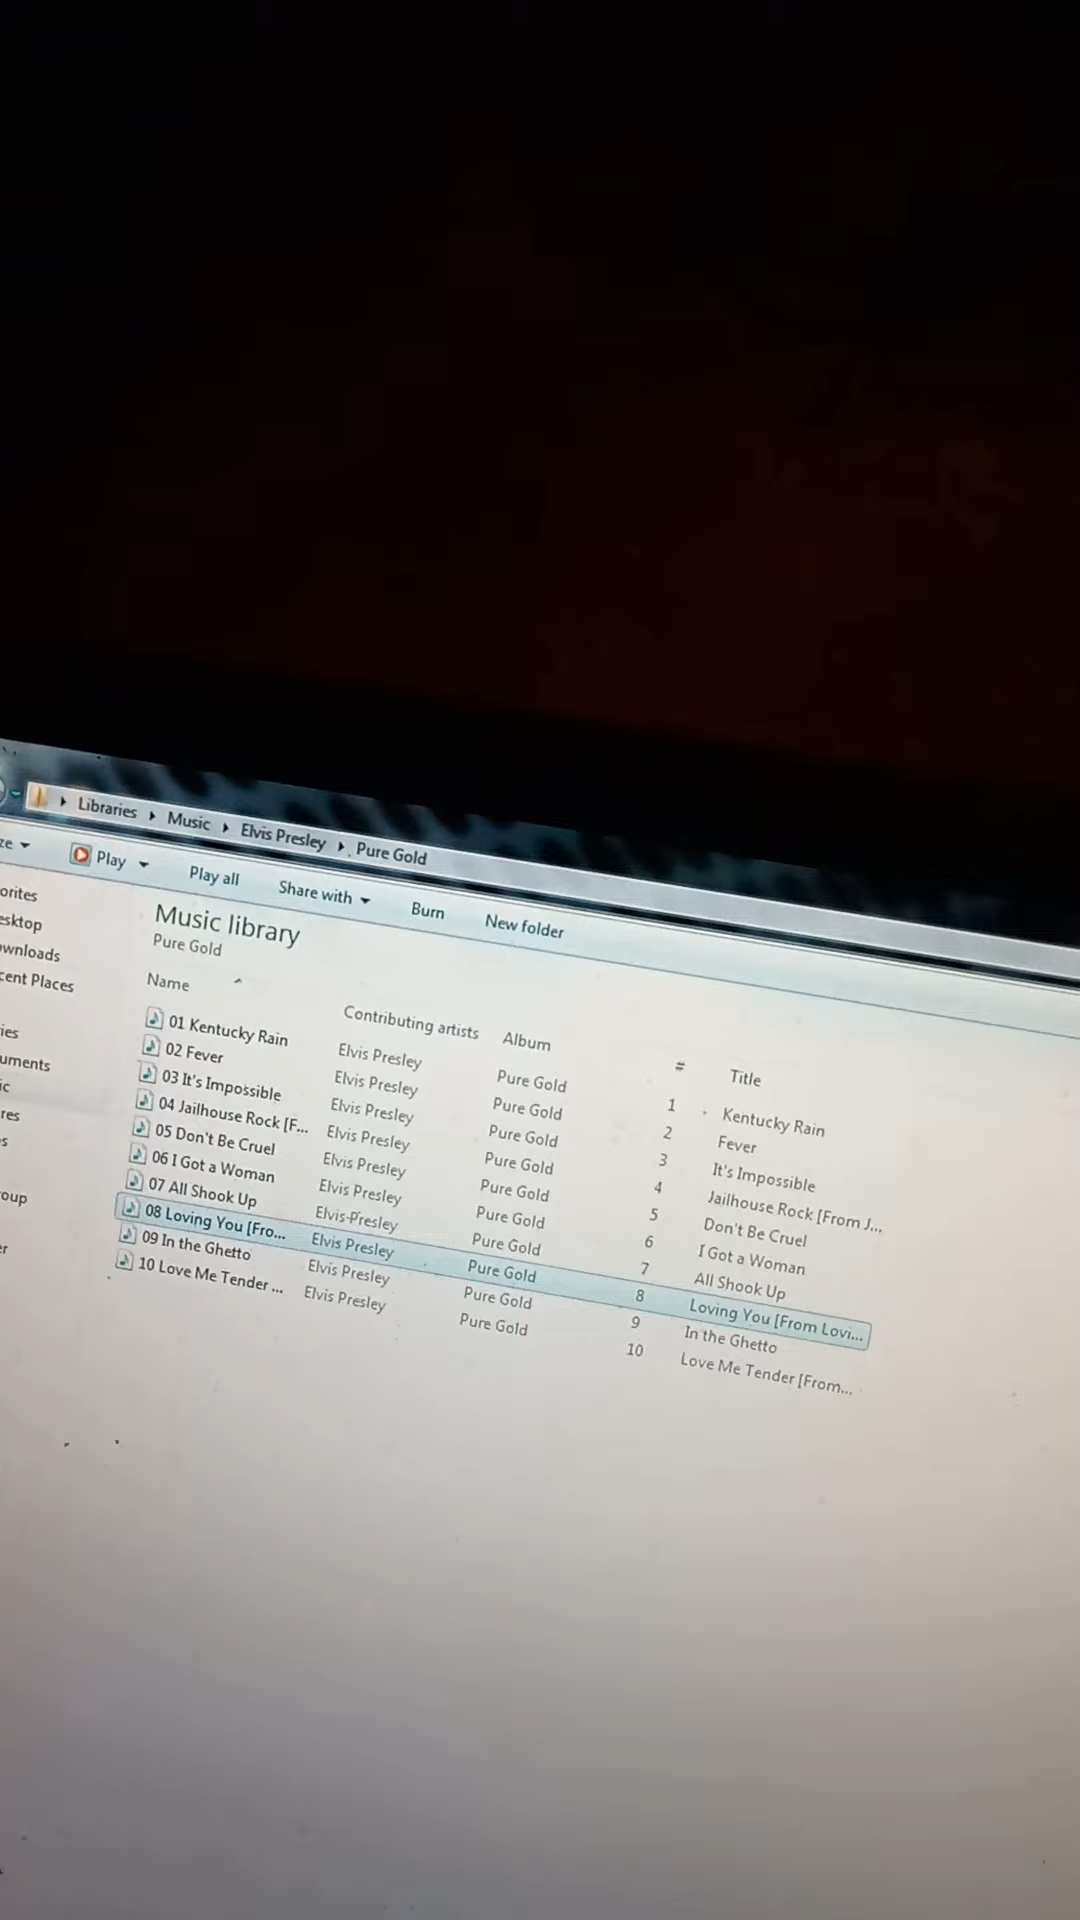 Libraries Music Elvis Presley Pure Gold
Play Play all Share with Burn New folder
Music library
Pure Gold
Name Contributing artists Album # Title
01 Kentucky Rain Elvis Presley Pure Gold 1 Kentucky Rain
02 Fever Elvis Presley Pure Gold 2 Fever
03 It's Impossible Elvis Presley Pure Gold 3 It's Impossible
04 Jailhouse Rock [F... Elvis Presley Pure Gold 4 Jailhouse Rock [From J...
05 Don't Be Cruel Elvis Presley Pure Gold 5 Don't Be Cruel
06 I Got a Woman Elvis Presley Pure Gold 6 I Got a Woman
07 All Shook Up Elvis Presley Pure Gold 7 All Shook Up
08 Loving You [Fro... Elvis Presley Pure Gold 8 Loving You [From Lovi...
09 In the Ghetto Elvis Presley Pure Gold 9 In the Ghetto
10 Love Me Tender ... Elvis Presley Pure Gold 10 Love Me Tender [From...
ze
orites
esktop
ownloads
cent Places
ies
uments
ic
res
s
oup
er